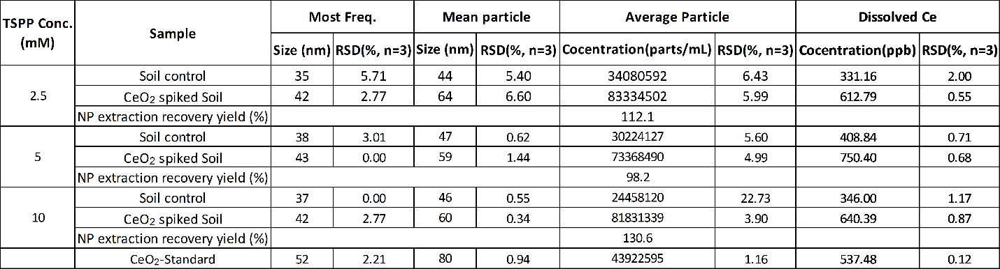 TSPP Conc. (mM) Sample Most Freq. Mean particle Average Particle Dissolved Ce
Size (nm) RSD(%, n=3) Size (nm) RSD(%, n=3) Cocentration(parts/mL) RSD(%, n=3) Cocentration(ppb) RSD(%, n=3)
2.5 Soil control 35 5.71 44 5.40 34080592 6.43 331.16 2.00
CeO2 spiked Soil 42 2.77 64 6.60 83334502 5.99 612.79 0.55
NP extraction recovery yield (%) 112.1
5 Soil control 38 3.01 47 0.62 30224127 5.60 408.84 0.71
CeO2 spiked Soil 43 0.00 59 1.44 73368490 4.99 750.40 0.68
NP extraction recovery yield (%) 98.2
10 Soil control 37 0.00 46 0.55 24458120 22.73 346.00 1.17
CeO2 spiked Soil 42 2.77 60 0.34 81831339 3.90 640.39 0.87
NP extraction recovery yield (%) 130.6
CeO2-Standard 52 2.21 80 0.94 43922595 1.16 537.48 0.12